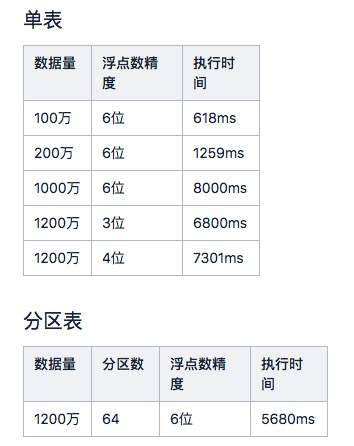 单表
数据量 浮点数精度 执行时间
100万 6位 618ms
200万 6位 1259ms
1000万 6位 8000ms
1200万 3位 6800ms
1200万 4位 7301ms
分区表
数据量 分区数 浮点数精度 执行时间
1200万 64 6位 5680ms